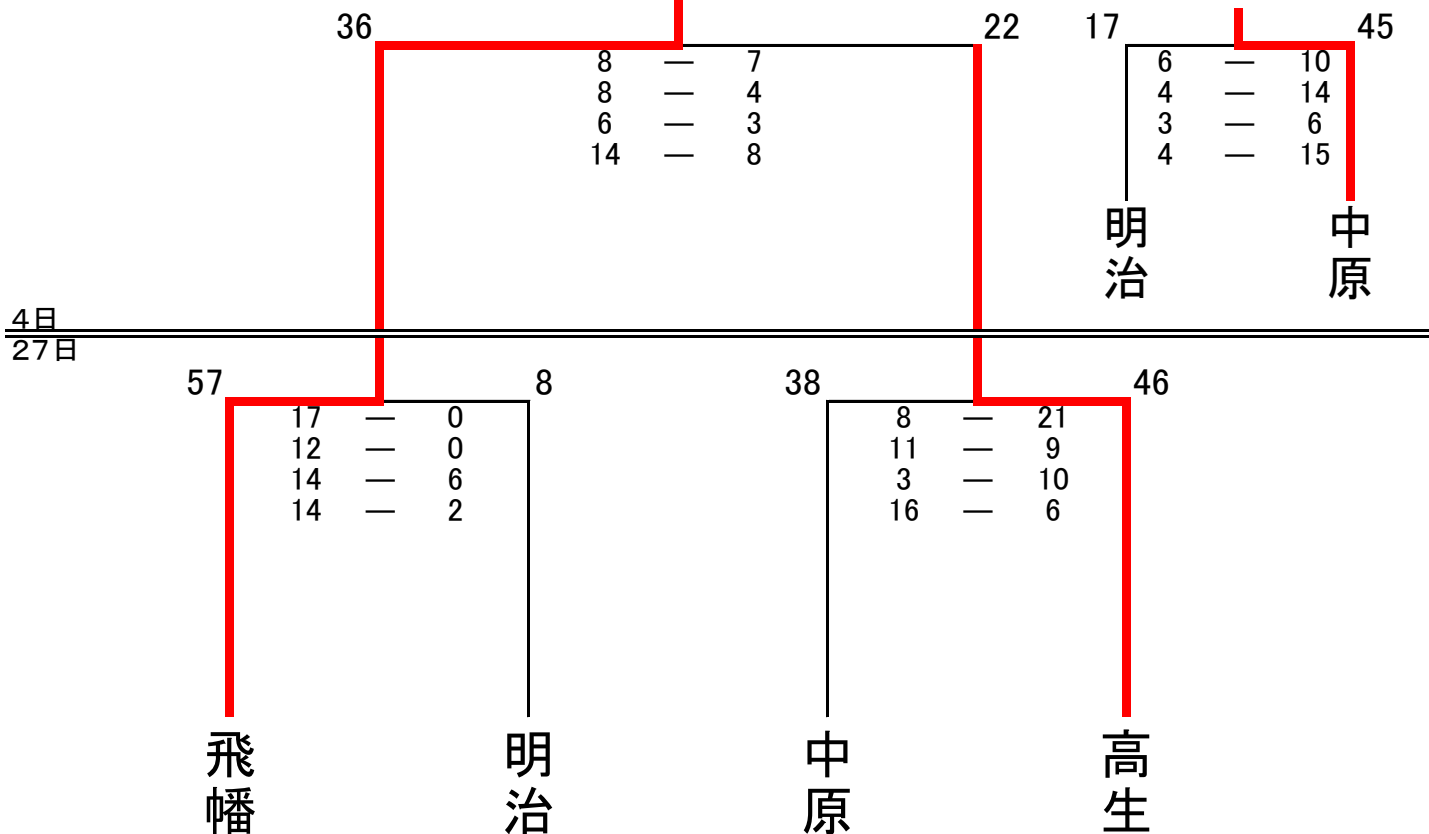 36 22 17 45
8 — 7 6 — 10
8 — 4 4 — 14
6 — 3 3 — 6
14 — 8 4 — 15
明治
中原
4日
27日
57 8 38 46
17 — 0 8 — 21
12 — 0 11 — 9
14 — 6 3 — 10
14 — 2 16 — 6
飛幡
明治
中原
高生